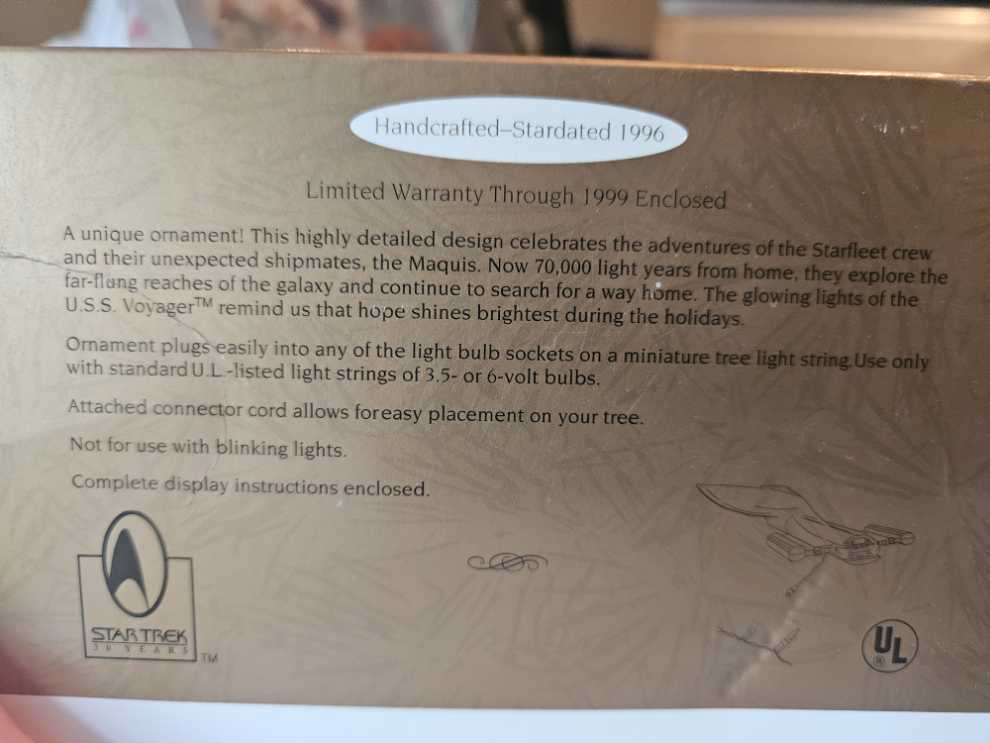 Handcrafted–Stardated 1996
Limited Warranty Through 1999 Enclosed
A unique ornament! This highly detailed design celebrates the adventures of the Starfleet crew
and their unexpected shipmates, the Maquis. Now 70,000 light years from home, they explore the
far-flung reaches of the galaxy and continue to search for a way home. The glowing lights of the
U.S.S. Voyager™ remind us that hope shines brightest during the holidays.
Ornament plugs easily into any of the light bulb sockets on a miniature tree light string.Use only
with standard U.L.-listed light strings of 3.5- or 6-volt bulbs.
Attached connector cord allows for easy placement on your tree.
Not for use with blinking lights.
Complete display instructions enclosed.
STAR TREK
30 YEARS
TM
UL
®